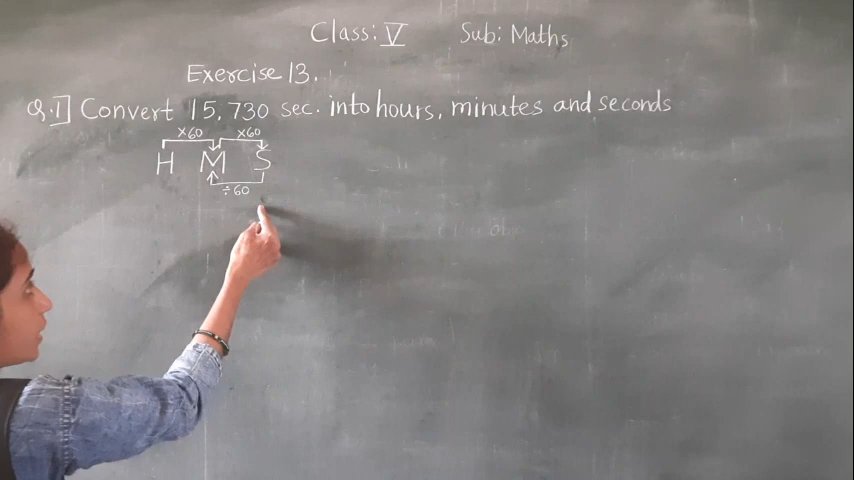 Class: V Sub: Maths
Exercise 13.
Q.1] Convert 15,730 sec. into hours, minutes and seconds
×60 ×60
H M S
÷60